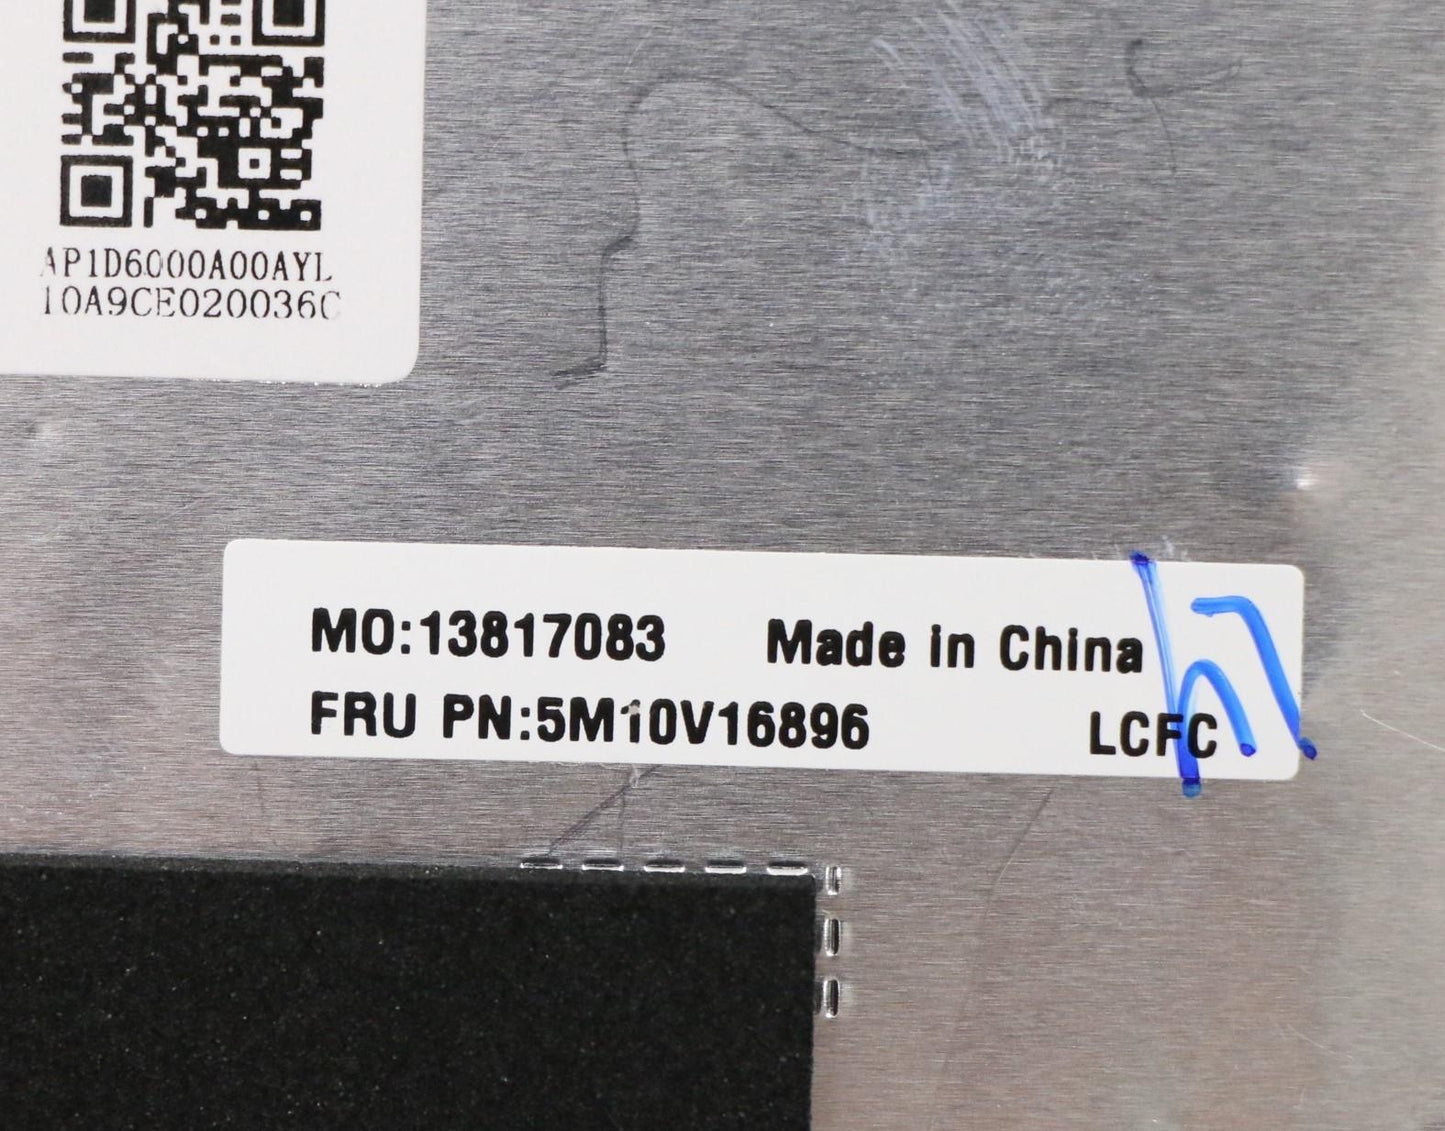 AP1D6000A00AYL
10A9CE020036C
MO:13817083 Made in China
FRU PN:5M10V16896 LCFC